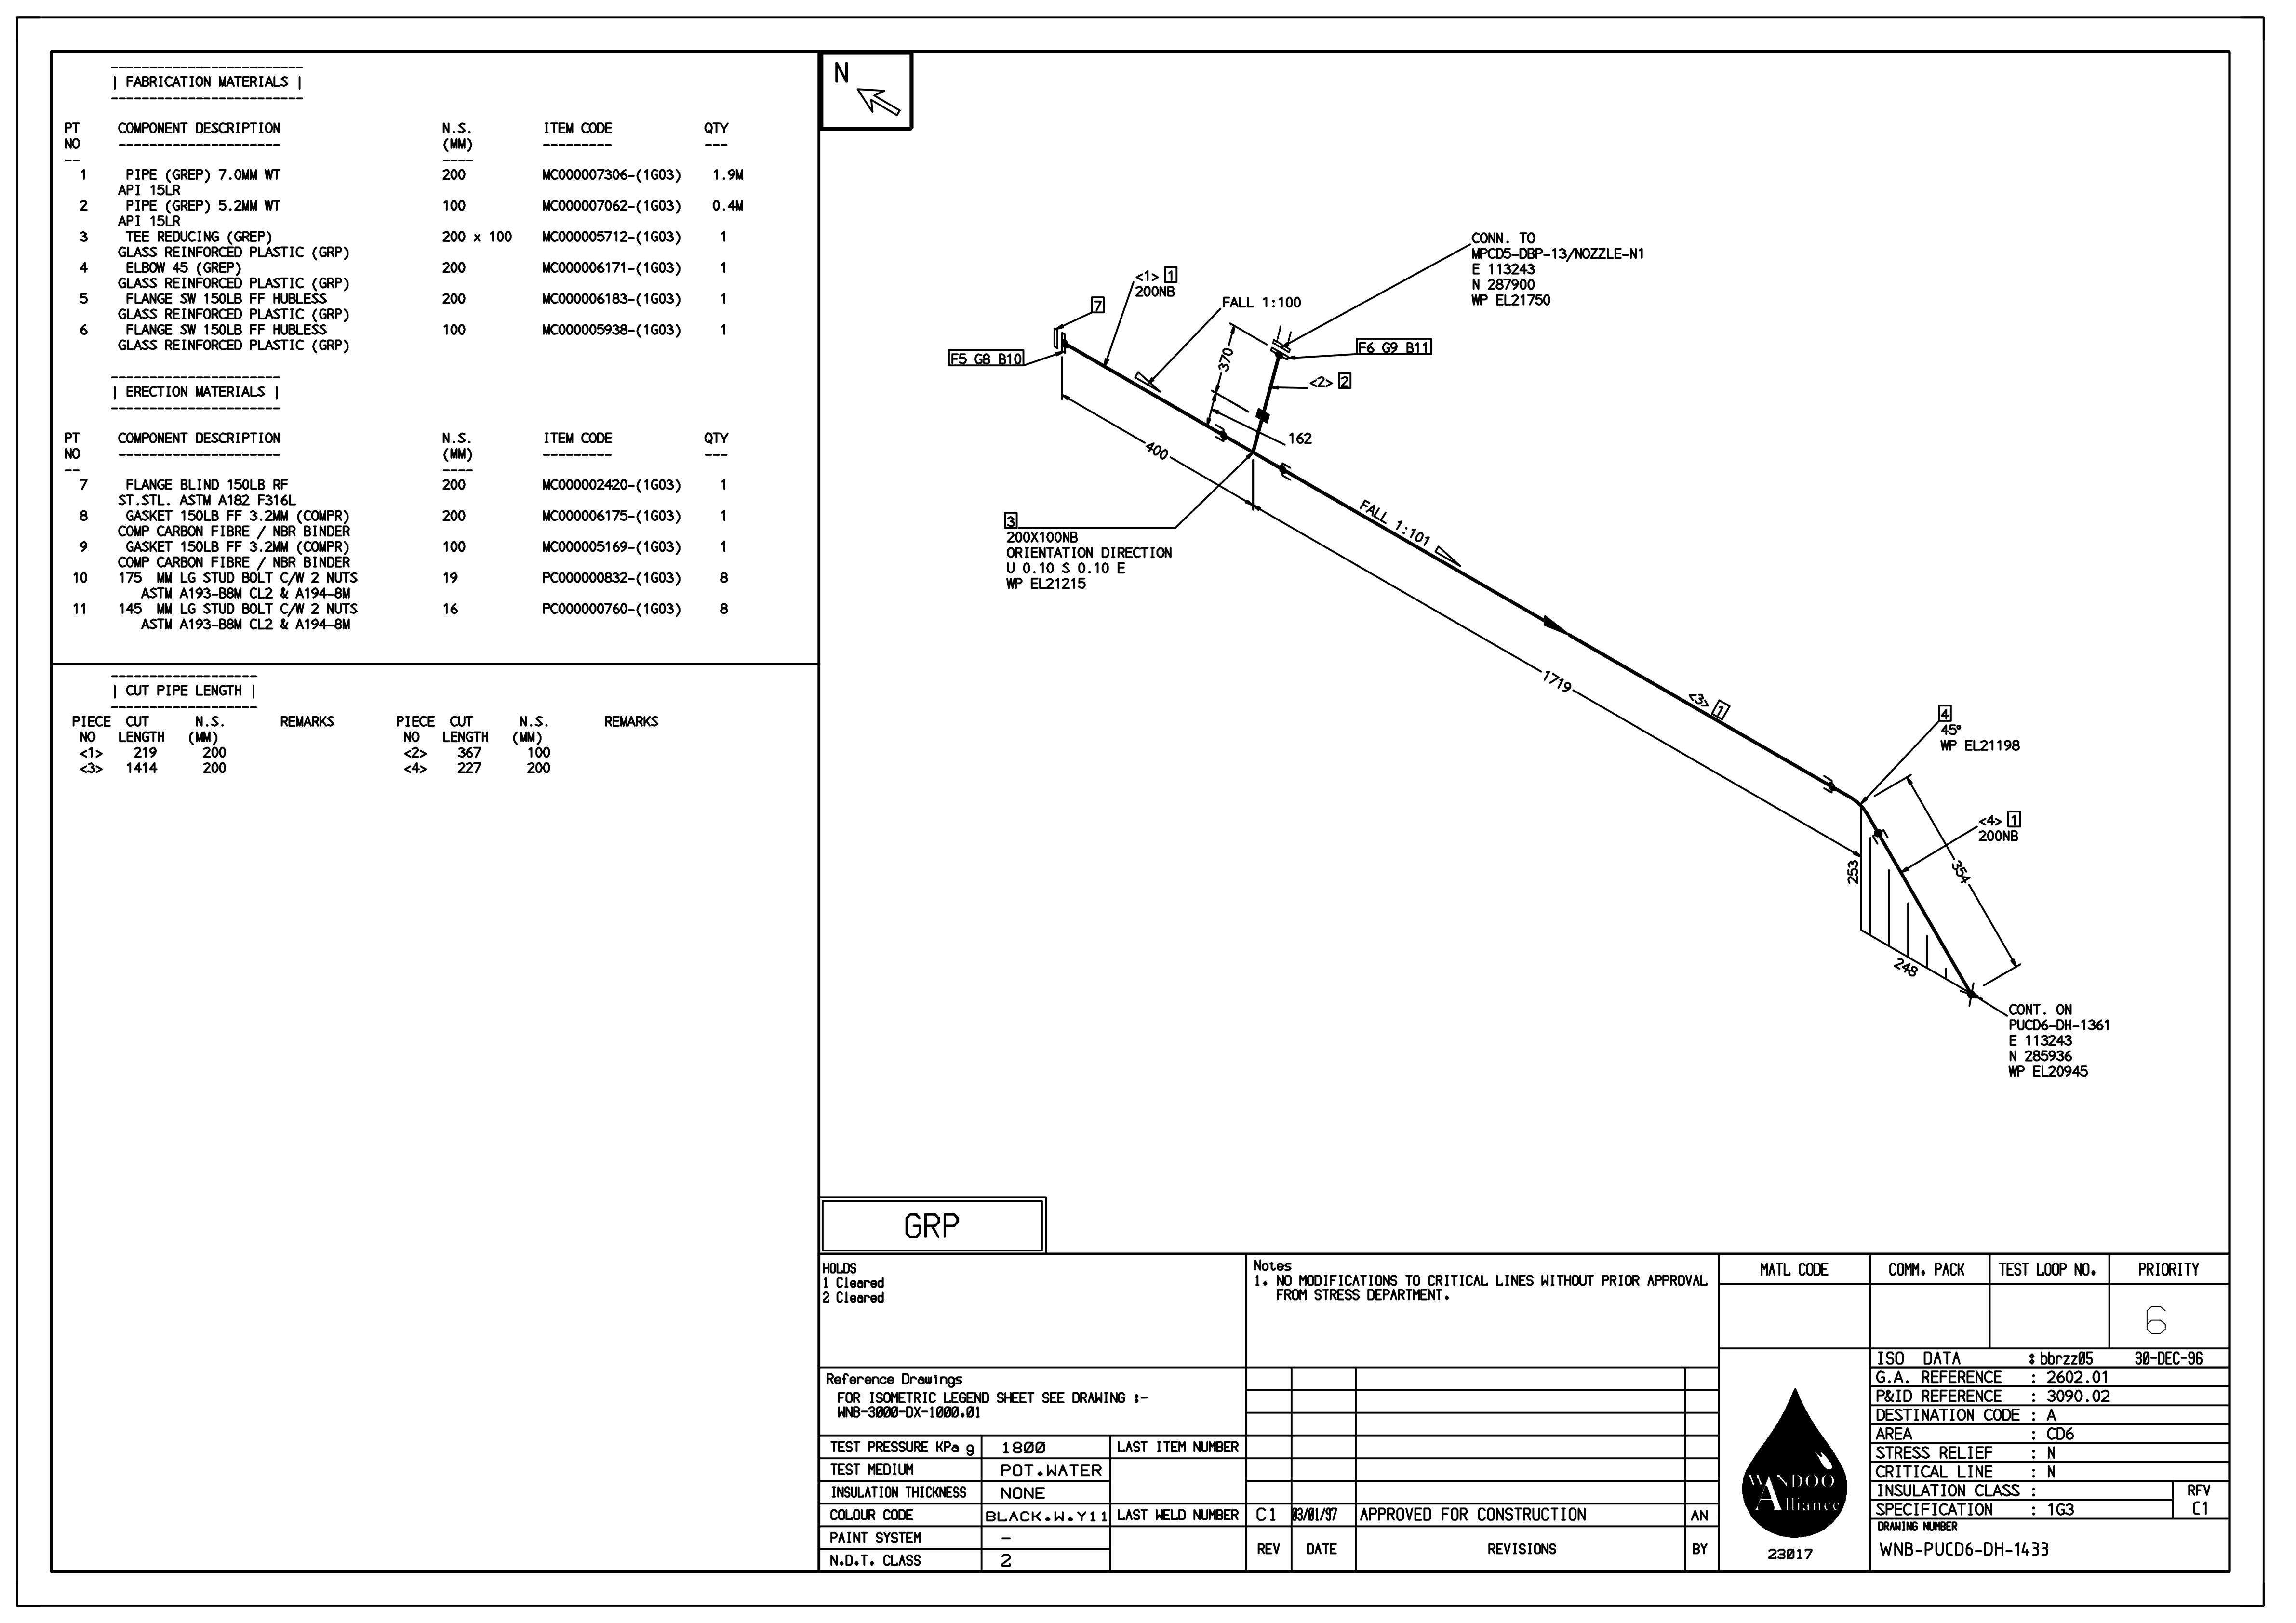 | FABRICATION MATERIALS |
PT COMPONENT DESCRIPTION N.S. ITEM CODE QTY
NO (MM)
1 PIPE (GREP) 7.0MM WT 200 MC000007306-(1G03) 1.9M
API 15LR
2 PIPE (GREP) 5.2MM WT 100 MC000007062-(1G03) 0.4M
API 15LR
3 TEE REDUCING (GREP) 200 x 100 MC000005712-(1G03) 1
GLASS REINFORCED PLASTIC (GRP)
4 ELBOW 45 (GREP) 200 MC000006171-(1G03) 1
GLASS REINFORCED PLASTIC (GRP)
5 FLANGE SW 150LB FF HUBLESS 200 MC000006183-(1G03) 1
GLASS REINFORCED PLASTIC (GRP)
6 FLANGE SW 150LB FF HUBLESS 100 MC000005938-(1G03) 1
GLASS REINFORCED PLASTIC (GRP)
| ERECTION MATERIALS |
PT COMPONENT DESCRIPTION N.S. ITEM CODE QTY
NO (MM)
7 FLANGE BLIND 150LB RF 200 MC000002420-(1G03) 1
ST.STL. ASTM A182 F316L
8 GASKET 150LB FF 3.2MM (COMPR) 200 MC000006175-(1G03) 1
COMP CARBON FIBRE / NBR BINDER
9 GASKET 150LB FF 3.2MM (COMPR) 100 MC000005169-(1G03) 1
COMP CARBON FIBRE / NBR BINDER
10 175 MM LG STUD BOLT C/W 2 NUTS 19 PC000000832-(1G03) 8
ASTM A193-B8M CL2 & A194-8M
11 145 MM LG STUD BOLT C/W 2 NUTS 16 PC000000760-(1G03) 8
ASTM A193-B8M CL2 & A194-8M
| CUT PIPE LENGTH |
PIECE CUT N.S. REMARKS PIECE CUT N.S. REMARKS
NO LENGTH (MM) NO LENGTH (MM)
<1> 219 200 <2> 367 100
<3> 1414 200 <4> 227 200
N
CONN. TO
MPCD5-DBP-13/NOZZLE-N1
E 113243
N 287900
WP EL21750
<1> 1
200NB
7
FALL 1:100
F5 G8 B10
F6 G9 B11
370
<2> 2
162
400
3
200X100NB
ORIENTATION DIRECTION
U 0.10 S 0.10 E
WP EL21215
FALL 1:101
1719
<3> 1
4
45°
WP EL21198
<4> 1
200NB
253
354
248
CONT. ON
PUCD6-DH-1361
E 113243
N 285936
WP EL20945
GRP
HOLDS
1 Cleared
2 Cleared
Notes
1. NO MODIFICATIONS TO CRITICAL LINES WITHOUT PRIOR APPROVAL
FROM STRESS DEPARTMENT.
Reference Drawings
FOR ISOMETRIC LEGEND SHEET SEE DRAWING :-
WNB-3000-DX-1000.01
TEST PRESSURE KPa g 1800 LAST ITEM NUMBER
TEST MEDIUM POT.WATER
INSULATION THICKNESS NONE
COLOUR CODE BLACK.W.Y11 LAST WELD NUMBER
PAINT SYSTEM -
N.D.T. CLASS 2
C1 03/01/97 APPROVED FOR CONSTRUCTION AN
REV DATE REVISIONS BY
MATL CODE COMM. PACK TEST LOOP NO. PRIORITY
6
WANDOO
Alliance
23017
ISO DATA : bbrzz05 30-DEC-96
G.A. REFERENCE : 2602.01
P&ID REFERENCE : 3090.02
DESTINATION CODE : A
AREA : CD6
STRESS RELIEF : N
CRITICAL LINE : N
INSULATION CLASS : RFV
SPECIFICATION : 1G3 C1
DRAWING NUMBER
WNB-PUCD6-DH-1433